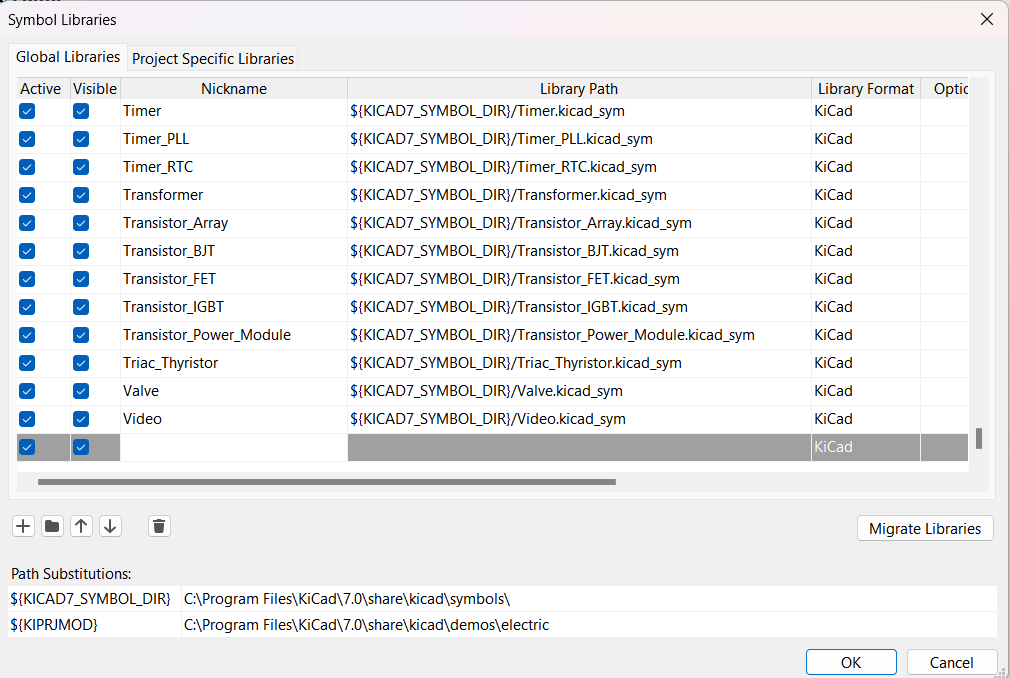 Symbol Libraries
Global Libraries Project Specific Libraries
Active Visible Nickname Library Path Library Format Optic
Timer ${KICAD7_SYMBOL_DIR}/Timer.kicad_sym KiCad
Timer_PLL ${KICAD7_SYMBOL_DIR}/Timer_PLL.kicad_sym KiCad
Timer_RTC ${KICAD7_SYMBOL_DIR}/Timer_RTC.kicad_sym KiCad
Transformer ${KICAD7_SYMBOL_DIR}/Transformer.kicad_sym KiCad
Transistor_Array ${KICAD7_SYMBOL_DIR}/Transistor_Array.kicad_sym KiCad
Transistor_BJT ${KICAD7_SYMBOL_DIR}/Transistor_BJT.kicad_sym KiCad
Transistor_FET ${KICAD7_SYMBOL_DIR}/Transistor_FET.kicad_sym KiCad
Transistor_IGBT ${KICAD7_SYMBOL_DIR}/Transistor_IGBT.kicad_sym KiCad
Transistor_Power_Module ${KICAD7_SYMBOL_DIR}/Transistor_Power_Module.kicad_sym KiCad
Triac_Thyristor ${KICAD7_SYMBOL_DIR}/Triac_Thyristor.kicad_sym KiCad
Valve ${KICAD7_SYMBOL_DIR}/Valve.kicad_sym KiCad
Video ${KICAD7_SYMBOL_DIR}/Video.kicad_sym KiCad
KiCad
Migrate Libraries
Path Substitutions:
${KICAD7_SYMBOL_DIR} C:\Program Files\KiCad\7.0\share\kicad\symbols\
${KIPRJMOD} C:\Program Files\KiCad\7.0\share\kicad\demos\electric
OK Cancel